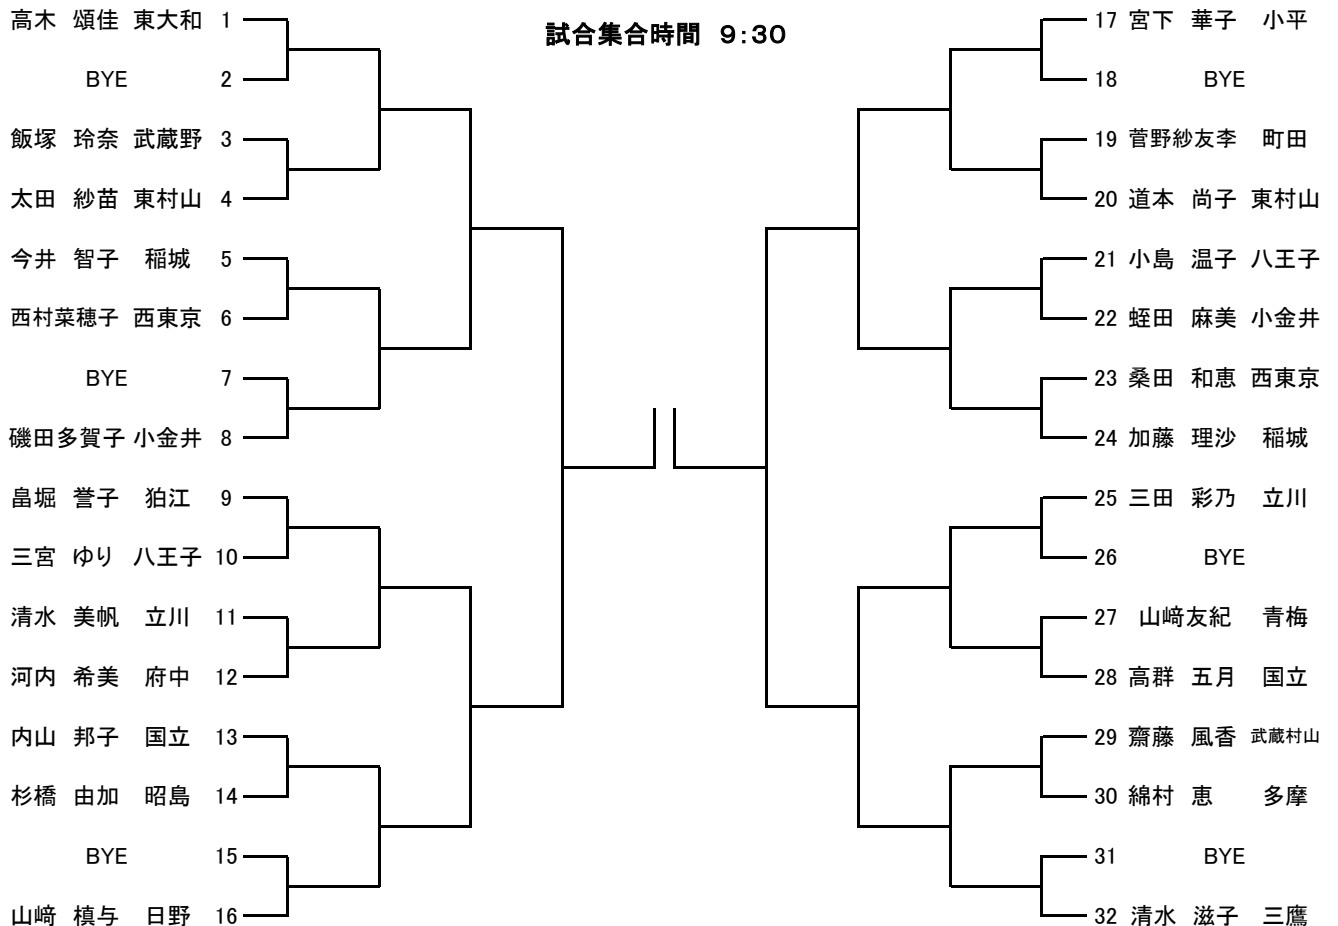 試合集合時間 9:30
高木 頌佳 東大和 1
BYE 2
飯塚 玲奈 武蔵野 3
太田 紗苗 東村山 4
今井 智子 稲城 5
西村菜穂子 西東京 6
BYE 7
磯田多賀子 小金井 8
畠堀 誉子 狛江 9
三宮 ゆり 八王子 10
清水 美帆 立川 11
河内 希美 府中 12
内山 邦子 国立 13
杉橋 由加 昭島 14
BYE 15
山﨑 槙与 日野 16
17 宮下 華子 小平
18 BYE
19 菅野紗友李 町田
20 道本 尚子 東村山
21 小島 温子 八王子
22 蛭田 麻美 小金井
23 桑田 和恵 西東京
24 加藤 理沙 稲城
25 三田 彩乃 立川
26 BYE
27 山﨑友紀 青梅
28 高群 五月 国立
29 齋藤 風香 武蔵村山
30 綿村 恵 多摩
31 BYE
32 清水 滋子 三鷹